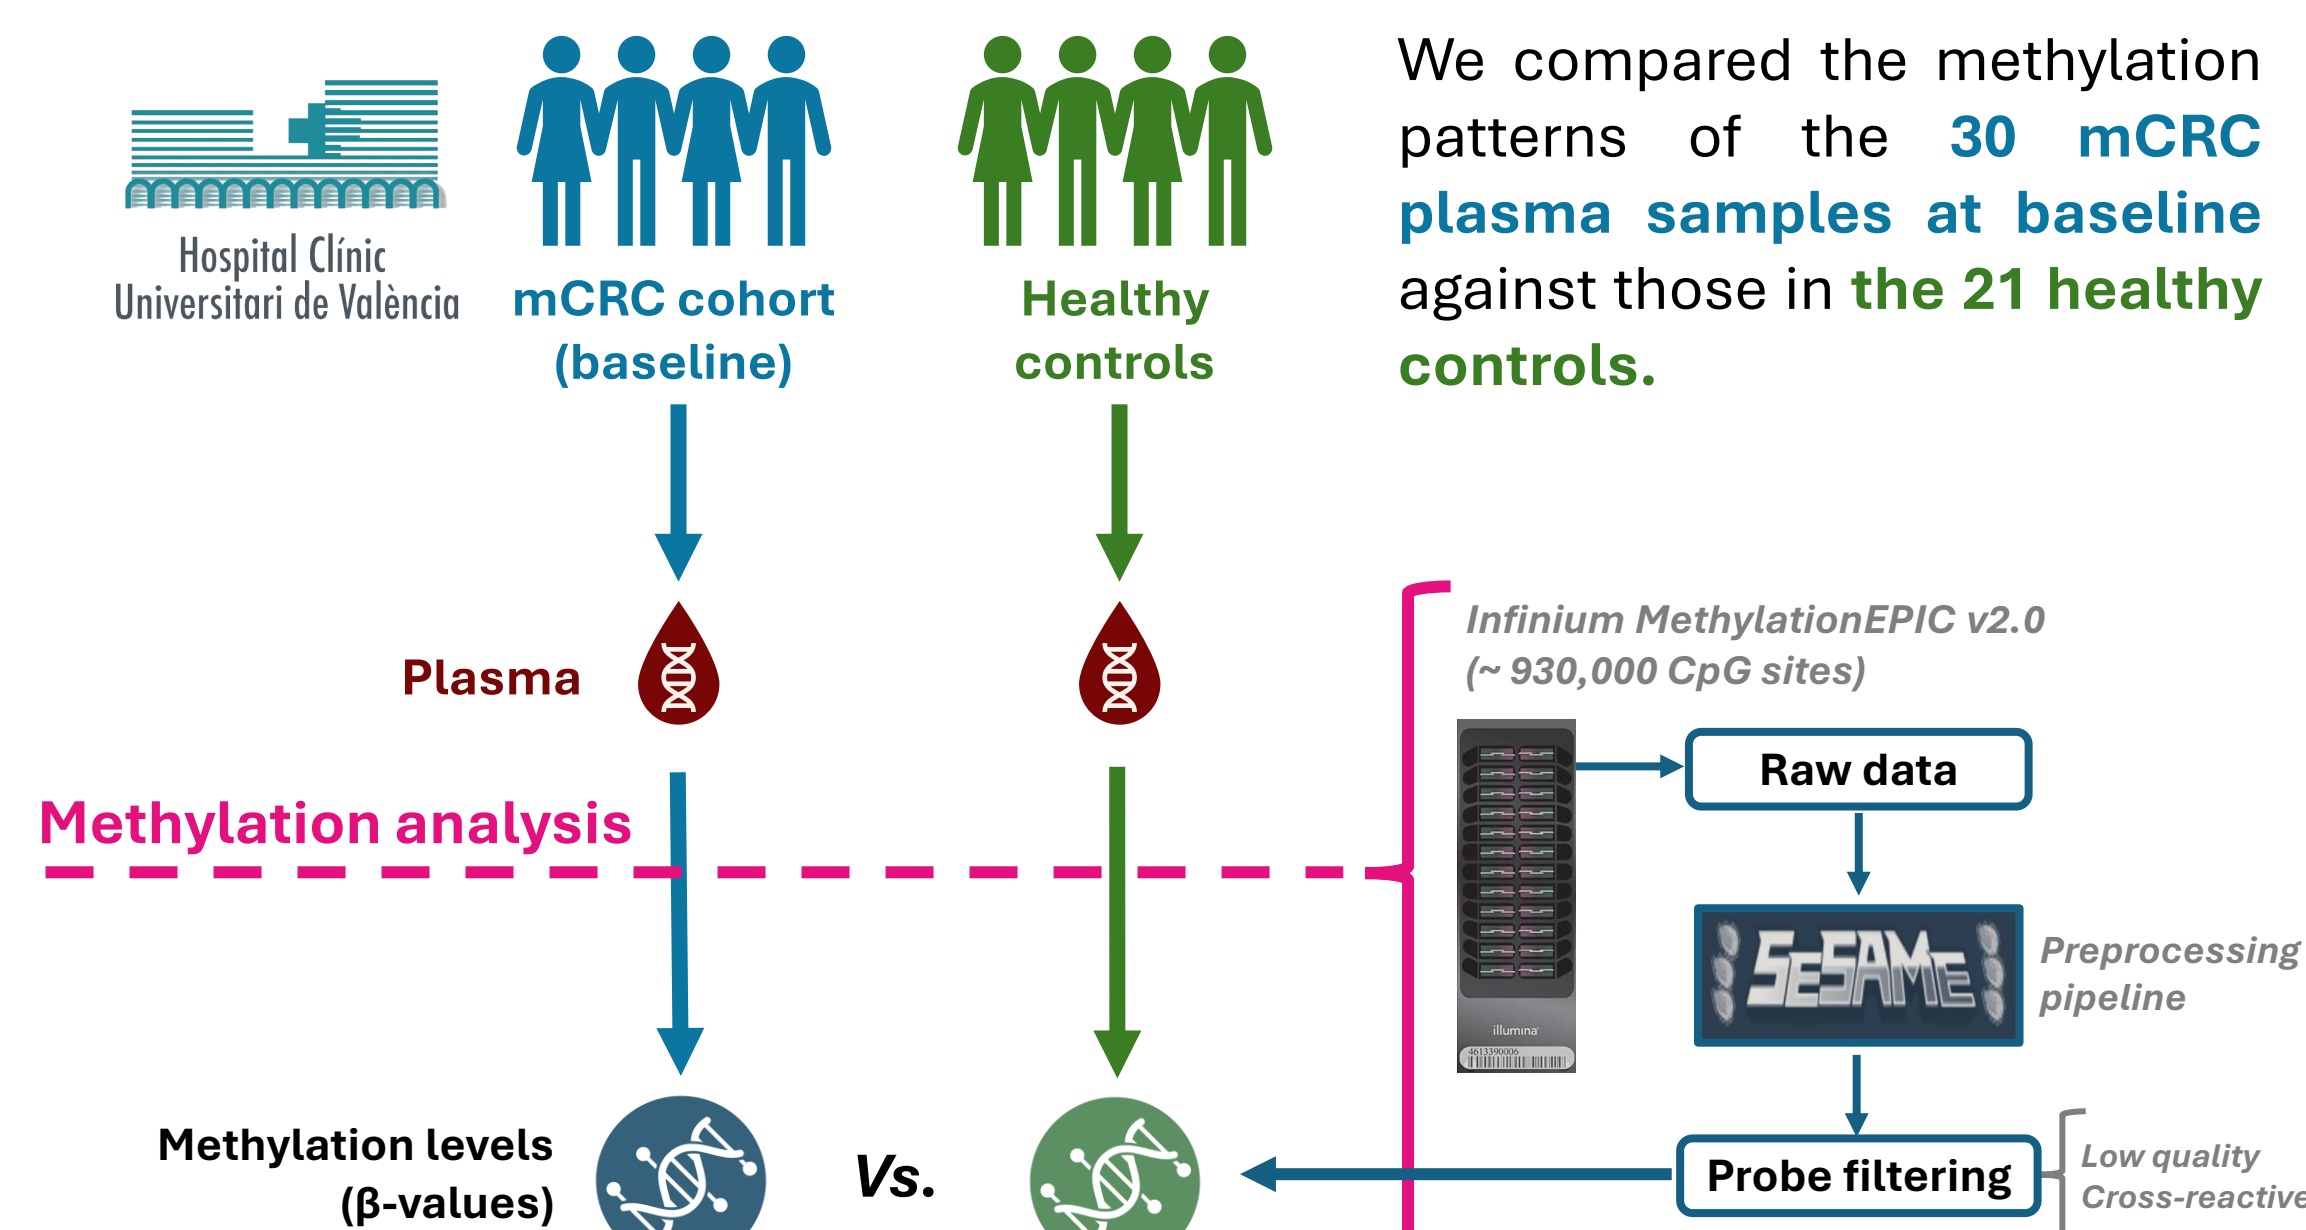 Hospital Clínic
Universitari de València
mCRC cohort
(baseline)
Healthy
controls
We compared the methylation
patterns of the 30 mCRC
plasma samples at baseline
against those in the 21 healthy
controls.
Plasma
Methylation analysis
Infinium MethylationEPIC v2.0
(~ 930,000 CpG sites)
illumina
4613390006
Raw data
SeSAMe
Preprocessing
pipeline
Methylation levels
(β-values)
Vs.
Probe filtering
Low quality
Cross-reactive